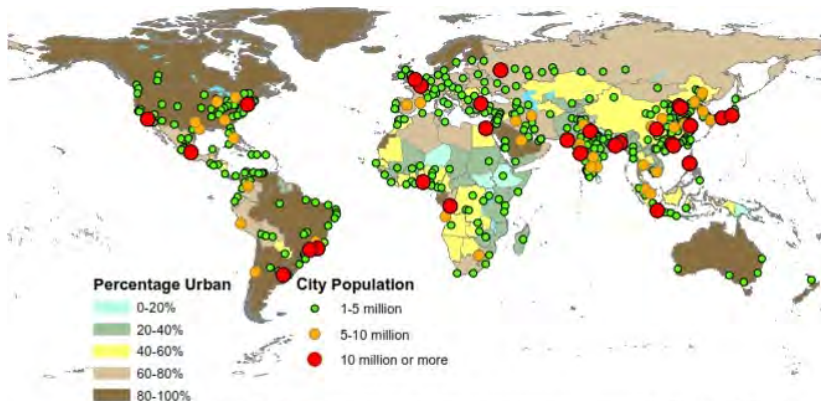 Percentage Urban
0-20%
20-40%
40-60%
60-80%
80-100%
City Population
1-5 million
5-10 million
10 million or more